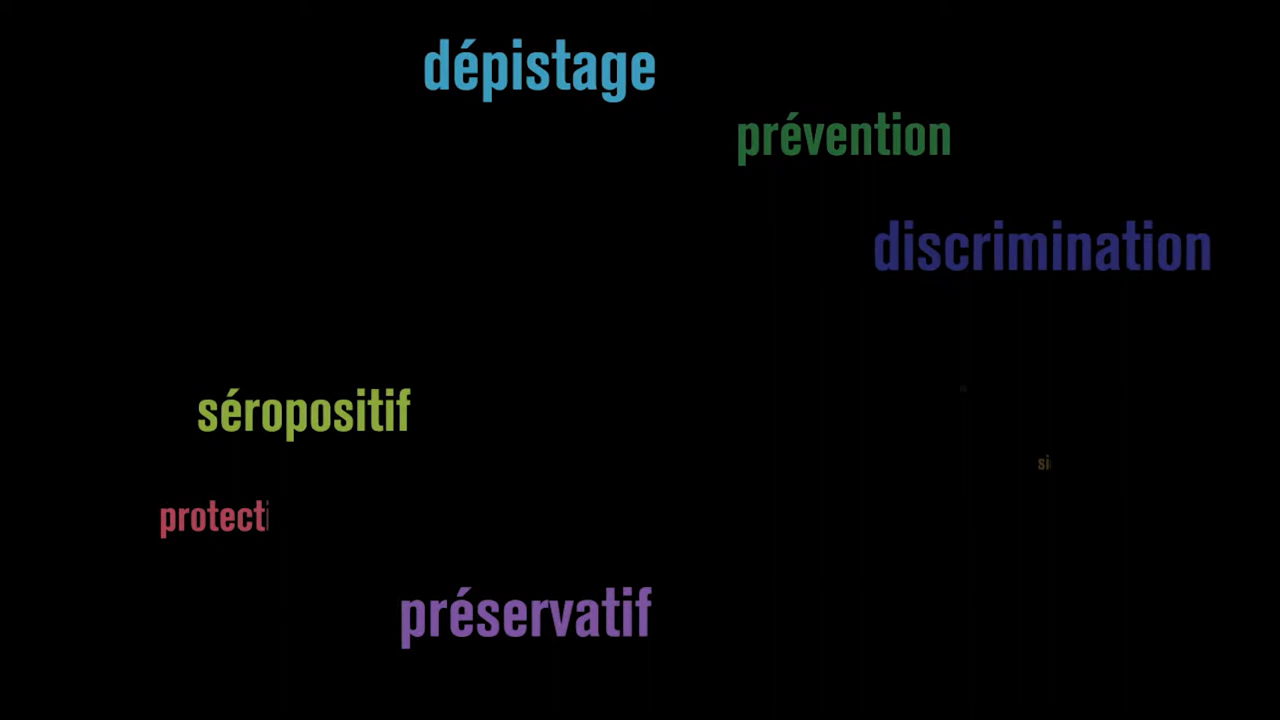 dépistage
prévention
discrimination
séropositif
protecti
préservatif